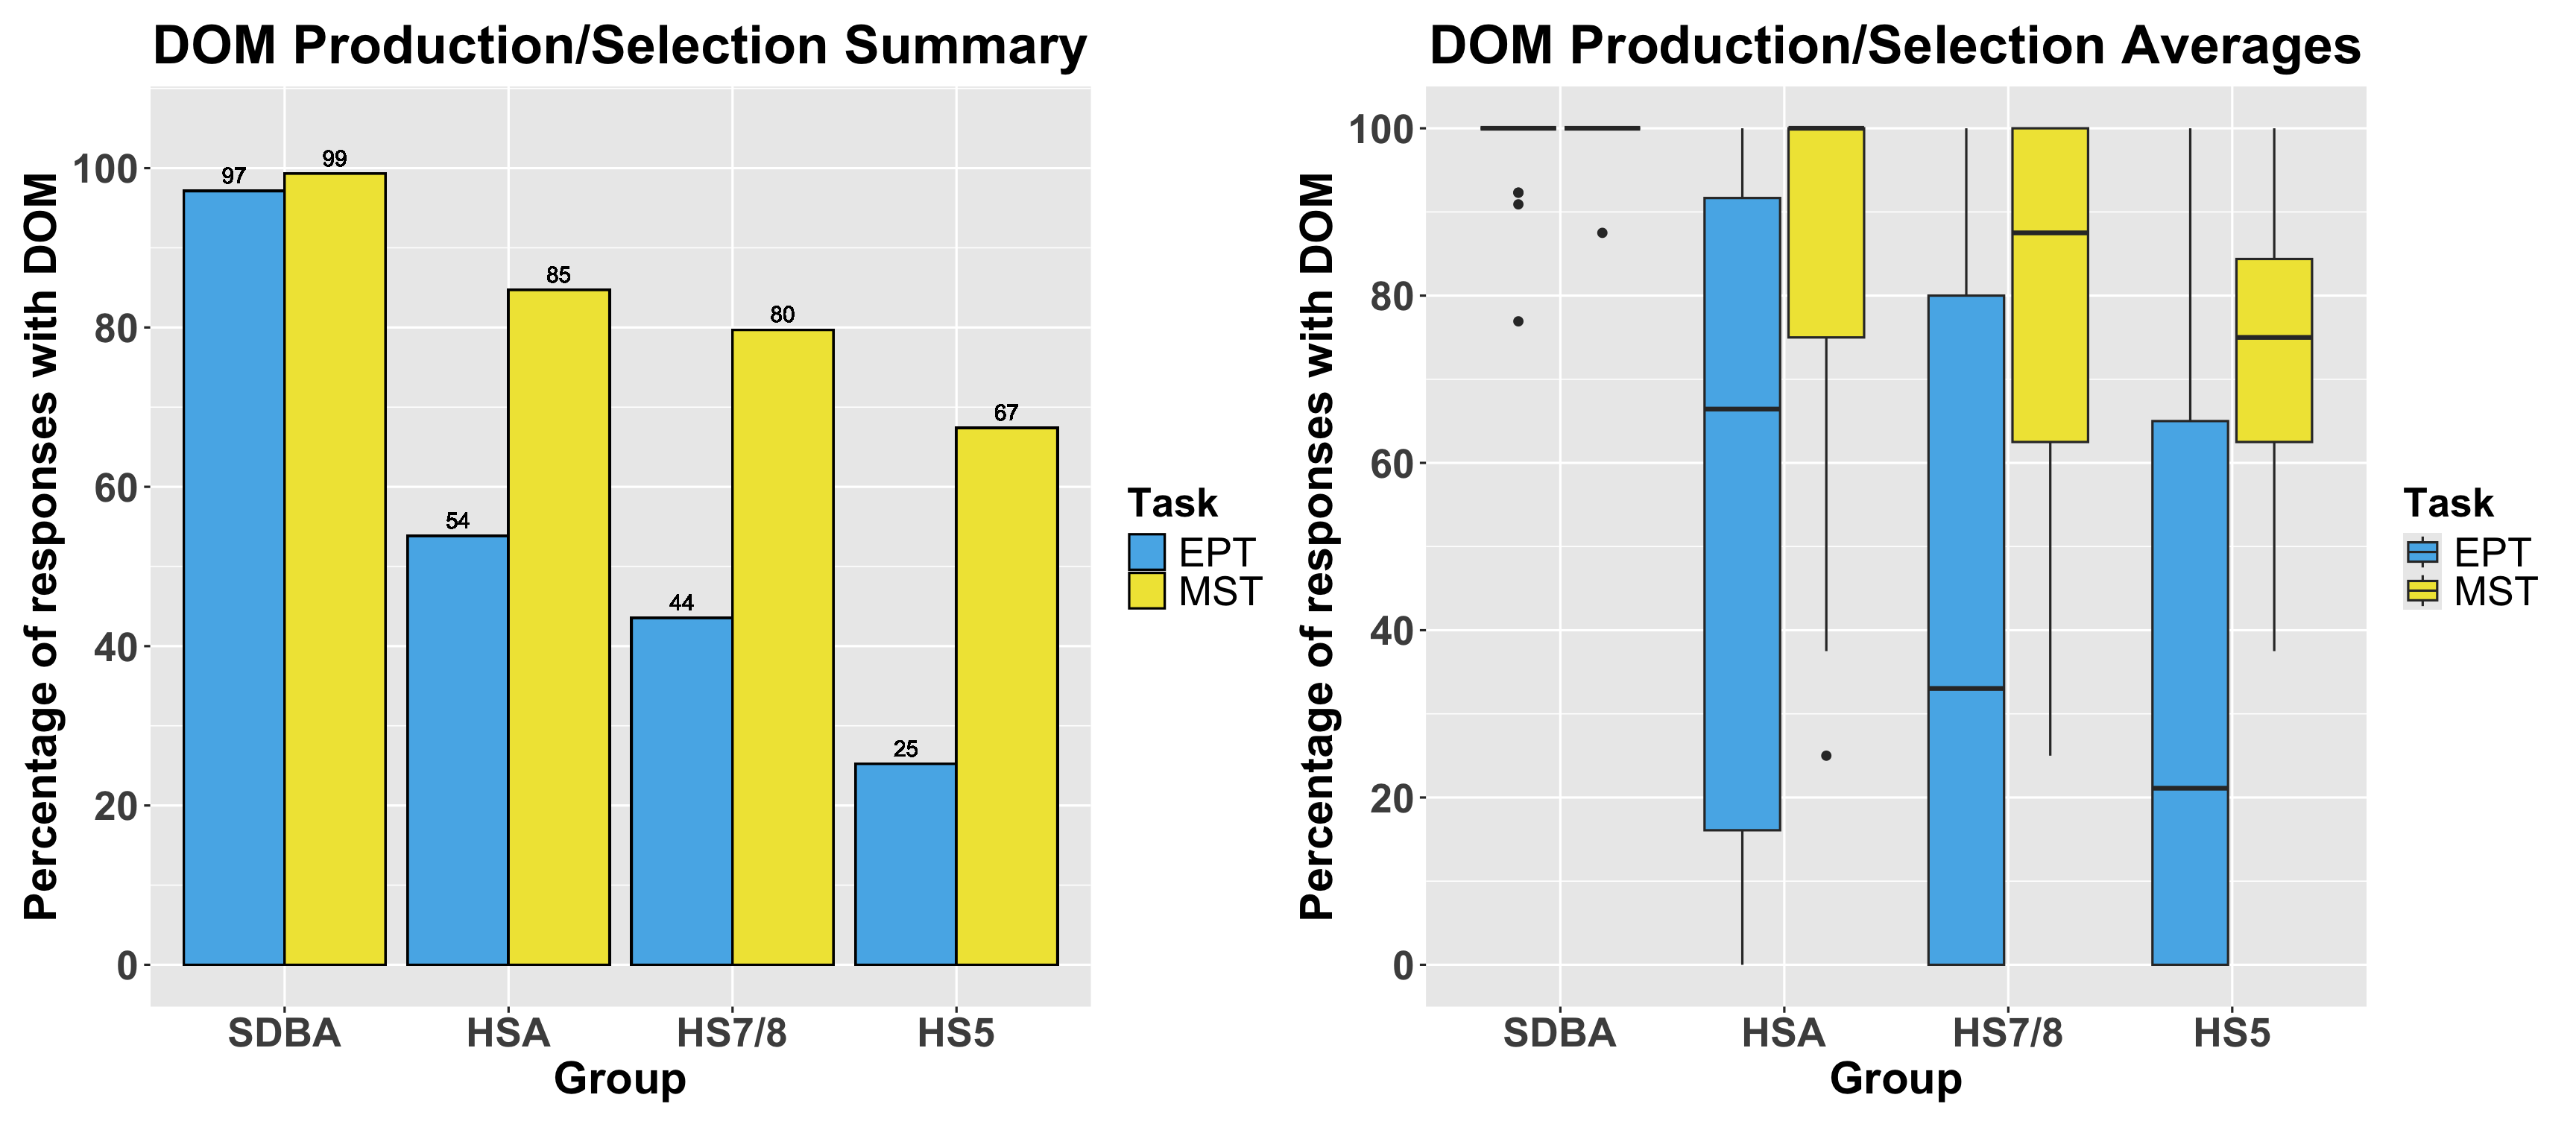 DOM Production/Selection Summary
Percentage of responses with DOM
100
80
60
40
20
0
97
99
54
85
44
80
25
67
SDBA
HSA
HS7/8
HS5
Group
Task
EPT
MST
DOM Production/Selection Averages
Percentage of responses with DOM
100
80
60
40
20
0
SDBA
HSA
HS7/8
HS5
Group
Task
EPT
MST